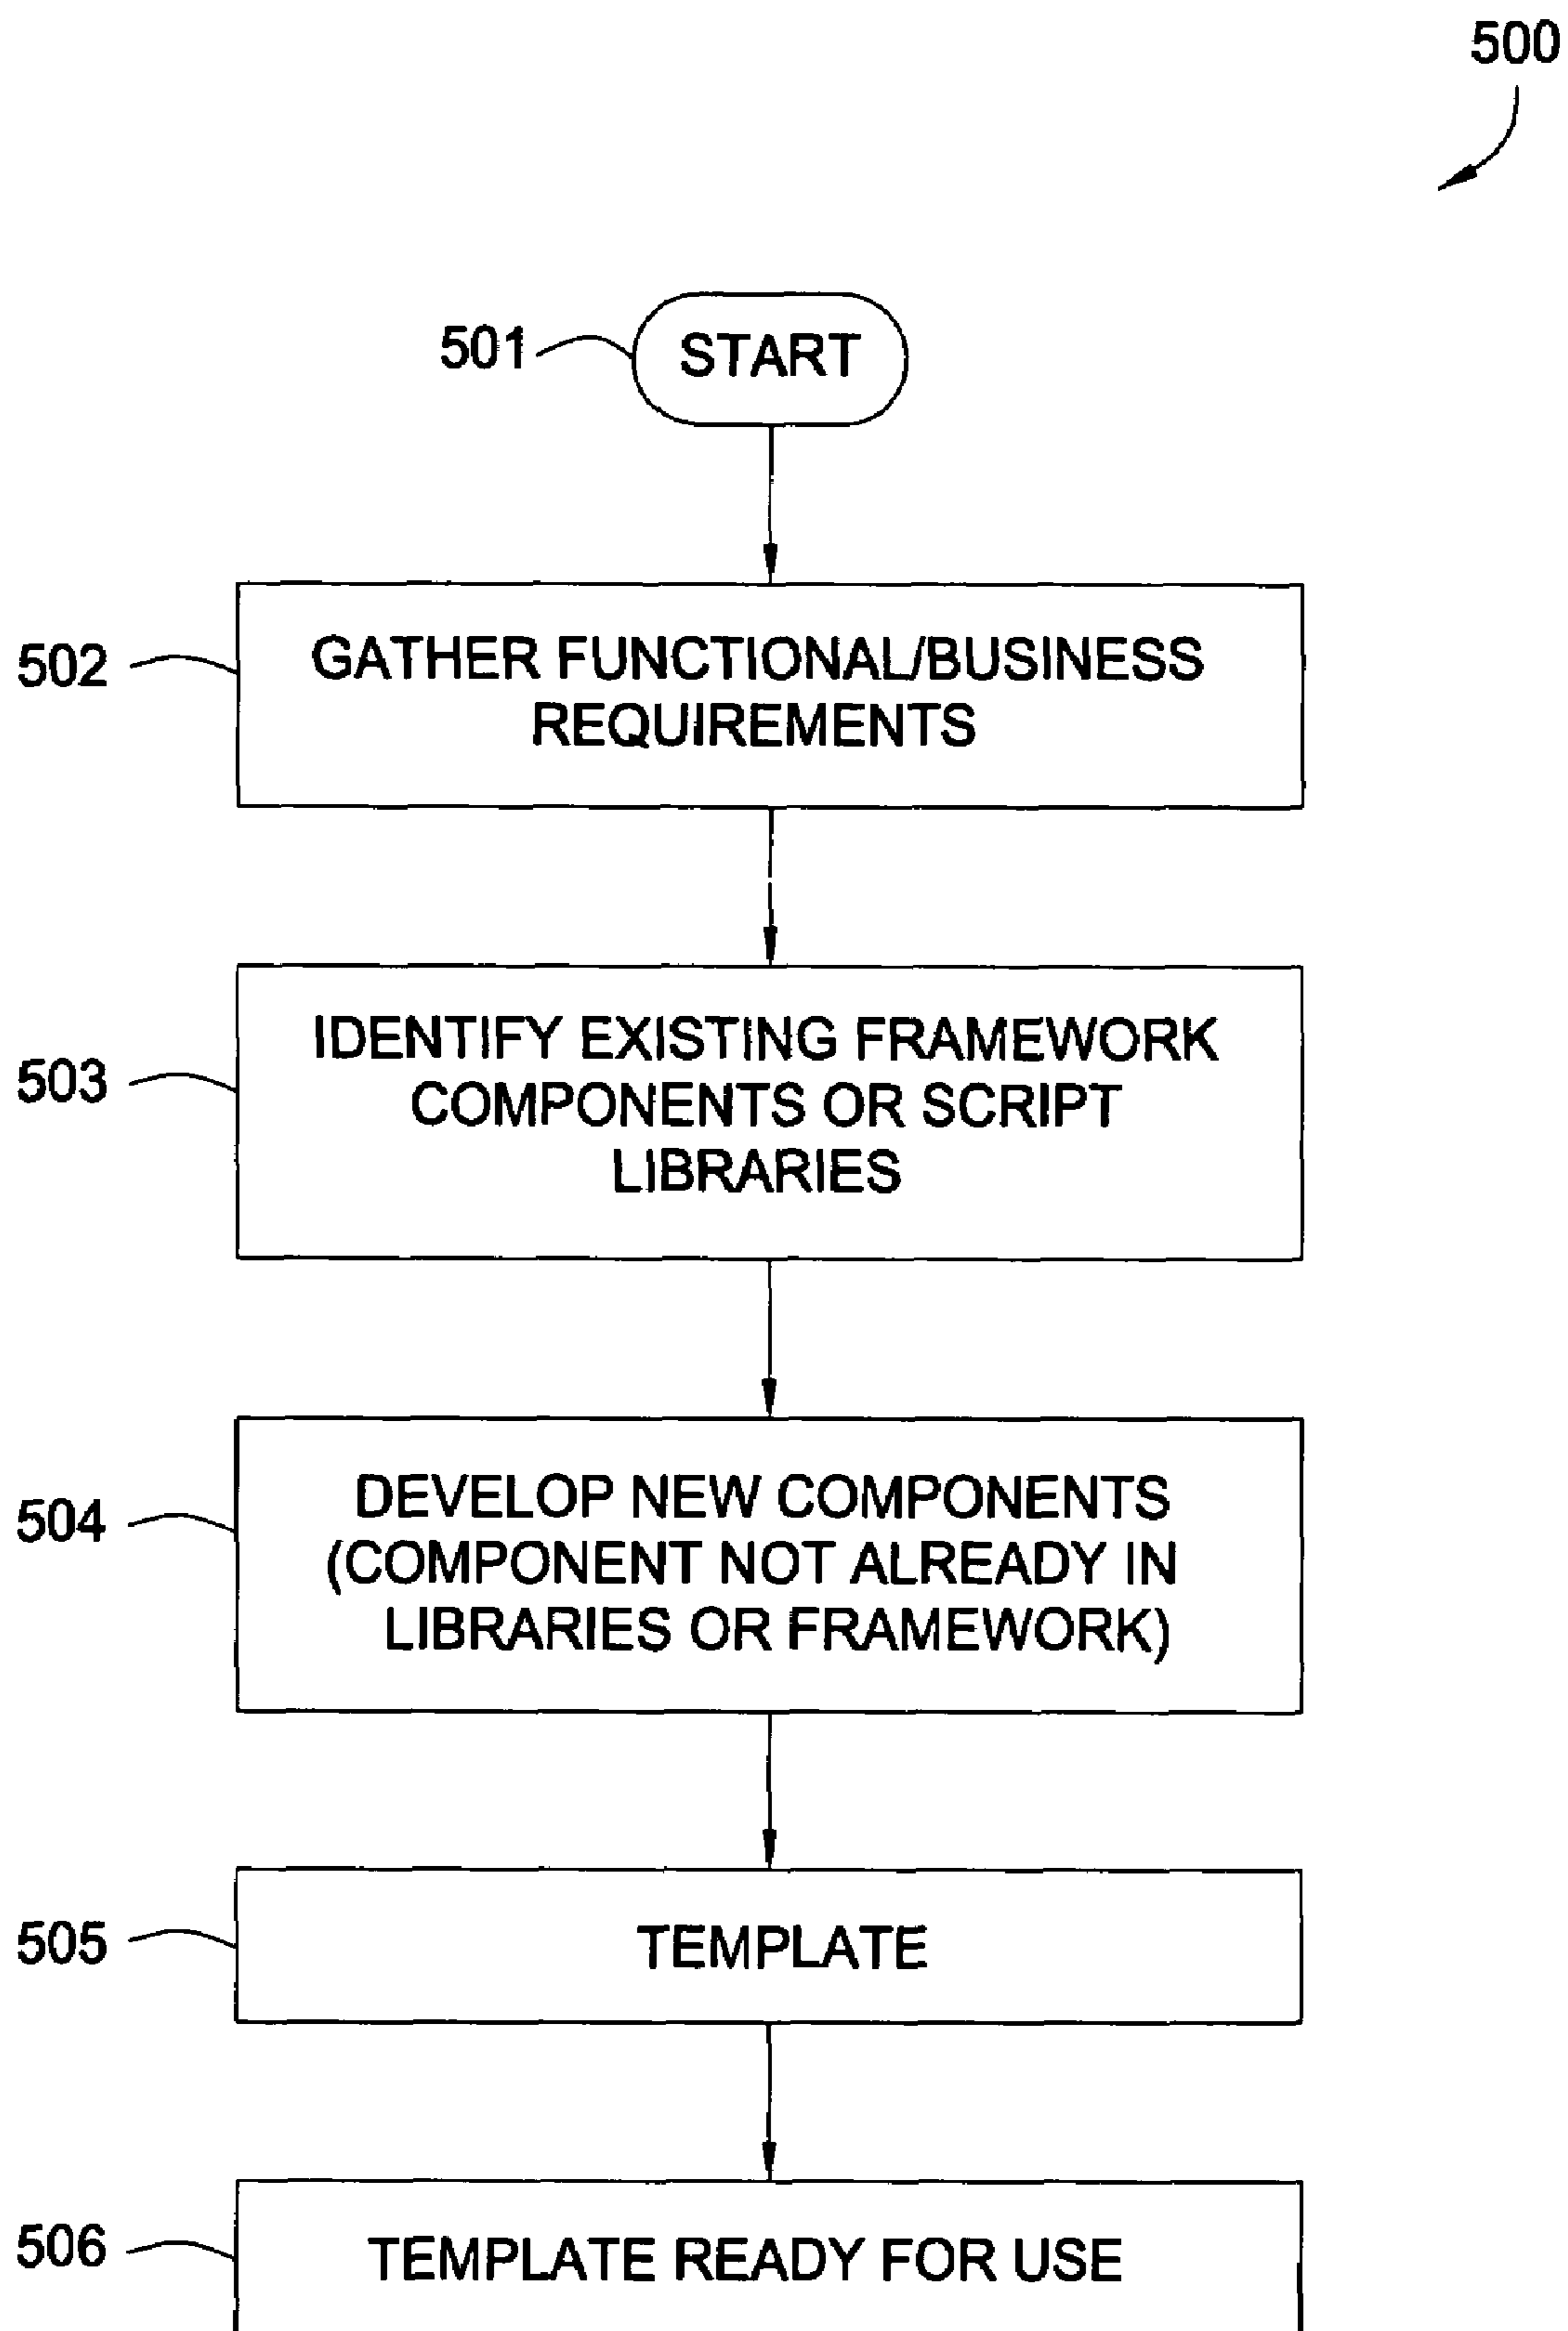 500
501
START
502
GATHER FUNCTIONAL/BUSINESS
REQUIREMENTS
503
IDENTIFY EXISTING FRAMEWORK
COMPONENTS OR SCRIPT
LIBRARIES
504
DEVELOP NEW COMPONENTS
(COMPONENT NOT ALREADY IN
LIBRARIES OR FRAMEWORK)
505
TEMPLATE
506
TEMPLATE READY FOR USE